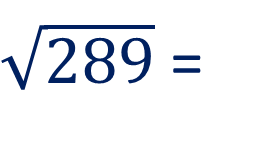 √289 =